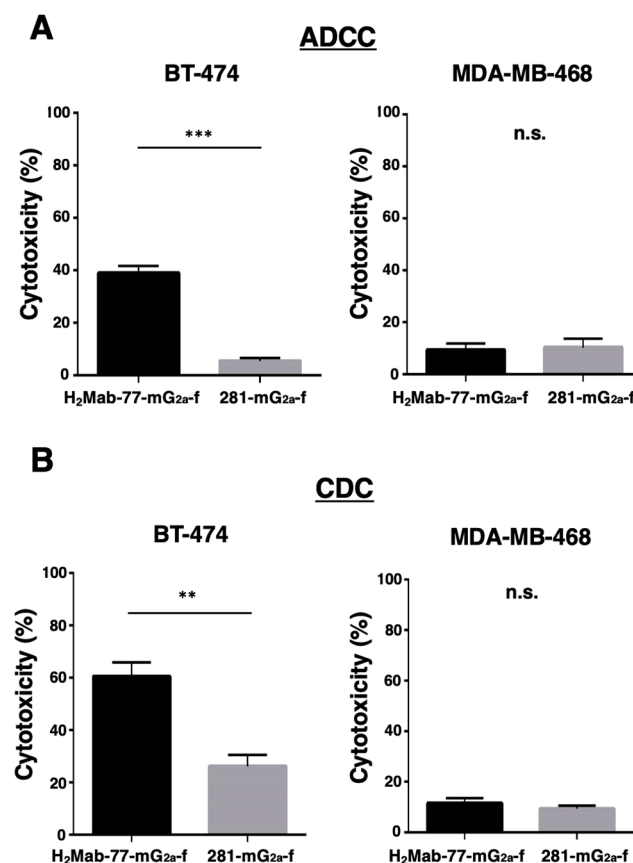 A
ADCC
BT-474
MDA-MB-468
Cytotoxicity (%)
100
80
60
40
20
0
***
H₂Mab-77-mG₂ₐ-f
281-mG₂ₐ-f
Cytotoxicity (%)
100
80
60
40
20
0
n.s.
H₂Mab-77-mG₂ₐ-f
281-mG₂ₐ-f
B
CDC
BT-474
MDA-MB-468
Cytotoxicity (%)
100
80
60
40
20
0
**
H₂Mab-77-mG₂ₐ-f
281-mG₂ₐ-f
Cytotoxicity (%)
100
80
60
40
20
0
n.s.
H₂Mab-77-mG₂ₐ-f
281-mG₂ₐ-f